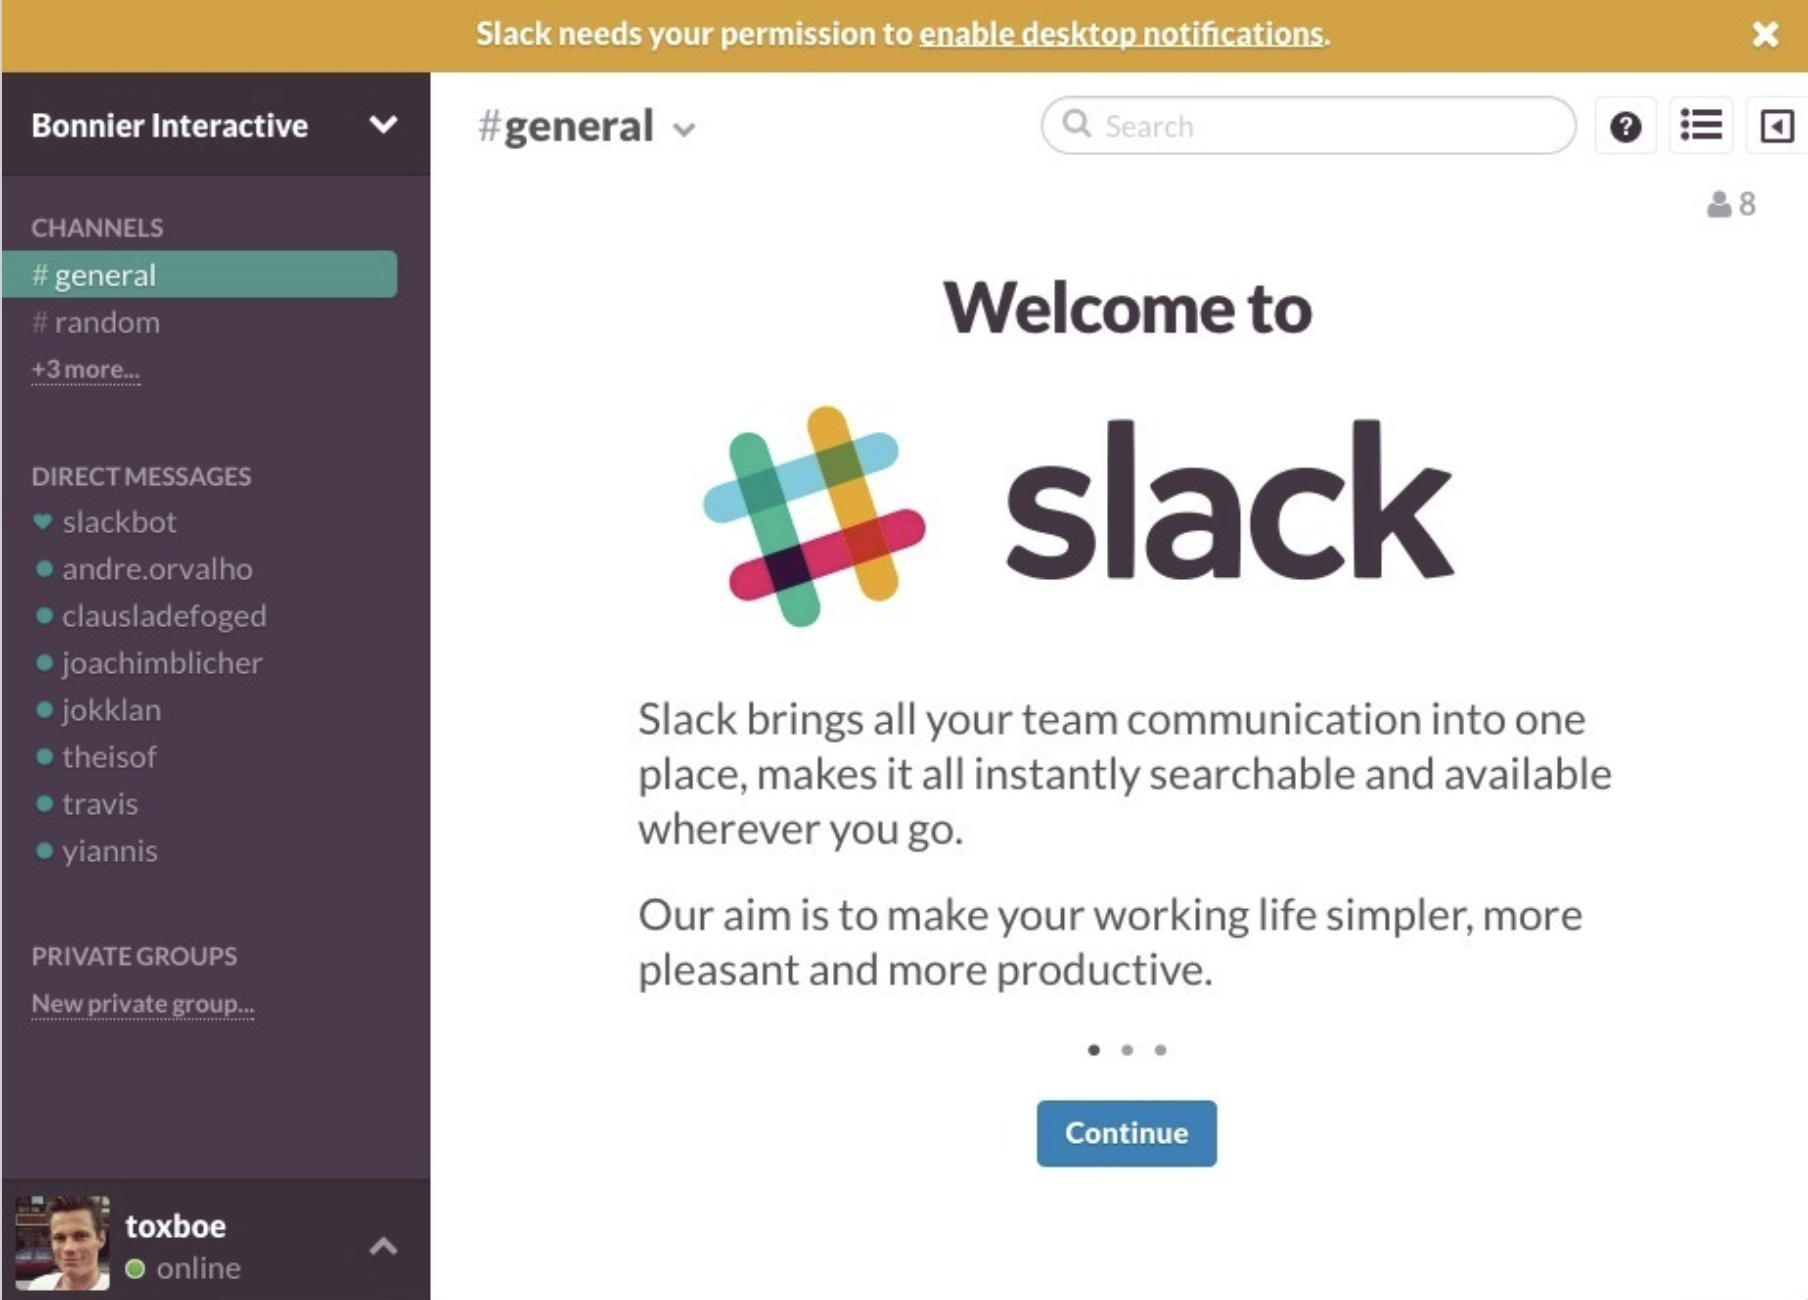 Slack needs your permission to enable desktop notifications.
Bonnier Interactive
#general
Search
8
CHANNELS
# general
# random
+3 more...
DIRECT MESSAGES
slackbot
andre.orvalho
clausladefoged
joachimblicher
jokklan
theisof
travis
yiannis
PRIVATE GROUPS
New private group...
toxboe
online
Welcome to
slack
Slack brings all your team communication into one
place, makes it all instantly searchable and available
wherever you go.
Our aim is to make your working life simpler, more
pleasant and more productive.
Continue